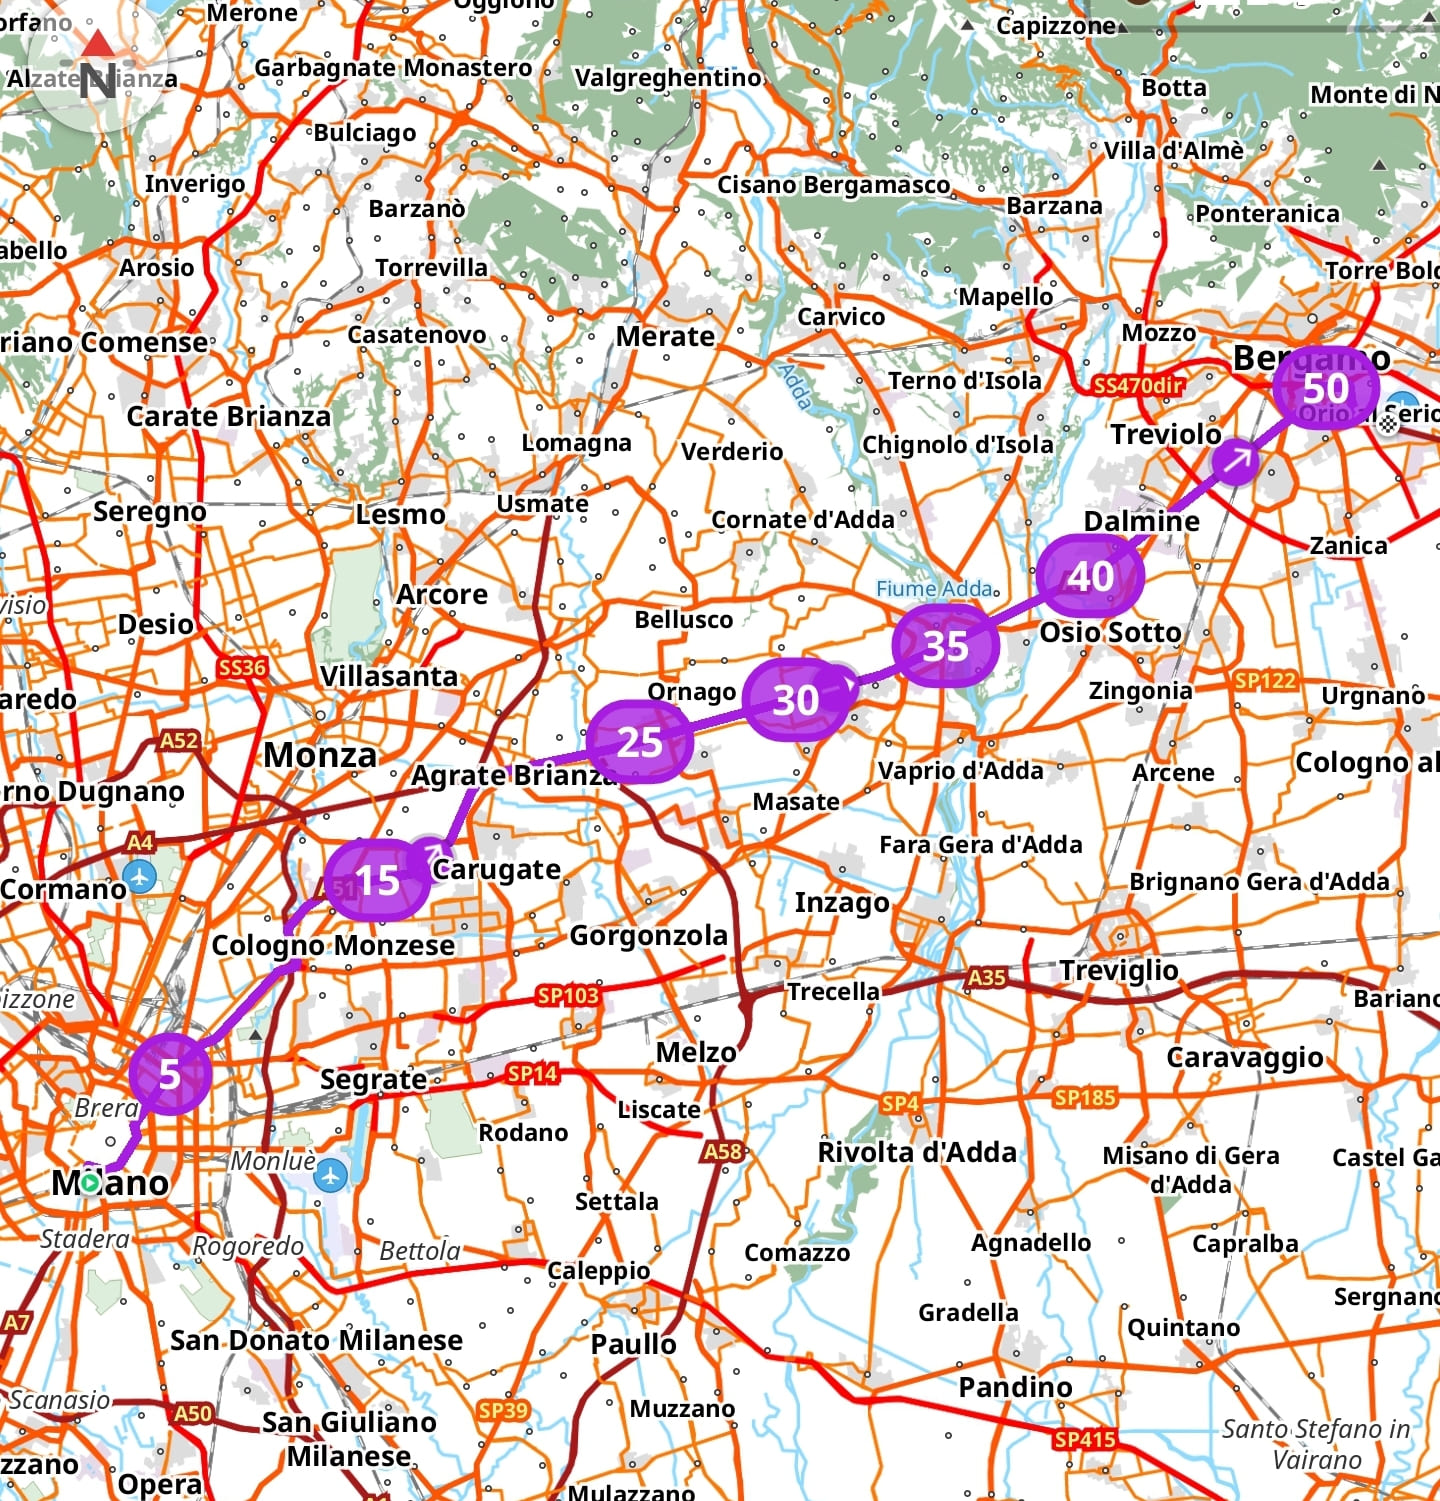 Merone
Oggiono
Capizzone
orfano
Garbagnate Monastero
Valgreghentino
Alzate Brianza
N
Botta
Monte di N
Bulciago
Villa d'Almè
Inverigo
Cisano Bergamasco
Barzanò
Barzana
Ponteranica
abello
Arosio
Torrevilla
Torre Bold
Mapello
Carvico
Casatenovo
Merate
Mozzo
riano Comense
Bergamo
Adda
Terno d'Isola
SS470dir
50
Orio al Serio
Carate Brianza
Lomagna
Verderio
Chignolo d'Isola
Treviolo
Seregno
Lesmo
Usmate
Cornate d'Adda
Dalmine
Zanica
40
Arcore
Fiume Adda
visio
Desio
Bellusco
35
Osio Sotto
SS36
Villasanta
Ornago
Zingonia
SP122
Urgnano
aredo
30
A52
25
Monza
Agrate Brianza
Vaprio d'Adda
Arcene
Cologno al
rno Dugnano
Masate
A4
Fara Gera d'Adda
Carugate
15
51
Cormano
Brignano Gera d'Adda
Inzago
Cologno Monzese
Gorgonzola
Treviglio
A35
pizzone
SP103
Trecella
Bariano
Melzo
Caravaggio
5
Segrate
SP14
Brera
Liscate
SP4
SP185
Rodano
A58
Rivolta d'Adda
Misano di Gera
d'Adda
Castel Ga
Monluè
Milano
Settala
Stadera
Rogoredo
Bettola
Comazzo
Agnadello
Capralba
Caleppio
Sergnano
Gradella
A7
Quintano
San Donato Milanese
Paullo
Pandino
Scanasio
A50
SP39
Muzzano
San Giuliano
Milanese
SP415
Santo Stefano in
Vairano
zzano
Opera
Mulazzano